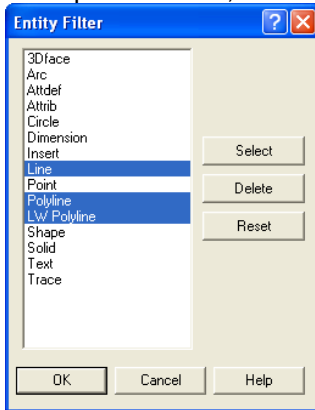 Entity Filter
3Dface
Arc
Attdef
Attrib
Circle
Dimension
Insert
Line
Point
Polyline
LW Polyline
Shape
Solid
Text
Trace
Select
Delete
Reset
OK Cancel Help